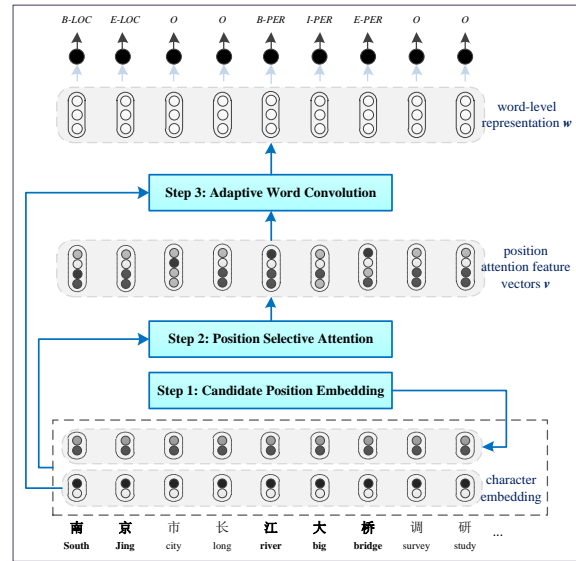 B-LOC E-LOC O O B-PER I-PER E-PER O O
word-level
representation w
Step 3: Adaptive Word Convolution
position
attention feature
vectors v
Step 2: Position Selective Attention
Step 1: Candidate Position Embedding
character
embedding
南 京 市 长 江 大 桥 调 研 ...
South Jing city long river big bridge survey study